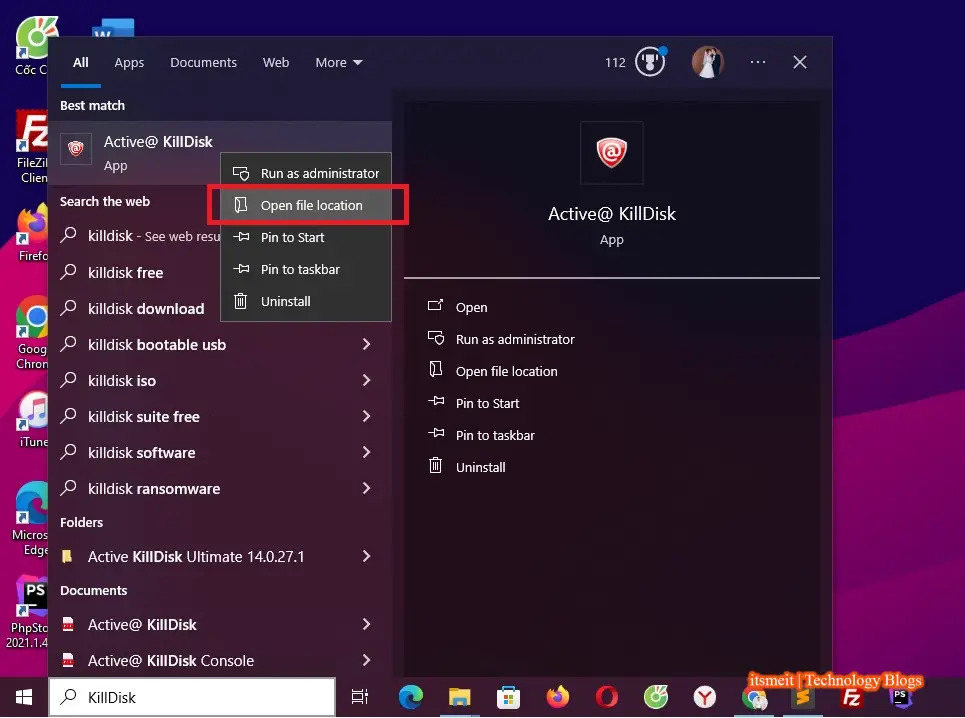 Cốc C
FileZil
Clien
Firefo
Goog
Chron
iTune
Micros
Edge
PS
PhpSto
2021.1.4
W
All
Apps
Documents
Web
More
112
Best match
Active@ KillDisk
App
Run as administrator
Open file location
Pin to Start
Pin to taskbar
Uninstall
Search the web
killdisk - See web resu
killdisk free
killdisk download
killdisk bootable usb
killdisk iso
killdisk suite free
killdisk software
killdisk ransomware
Folders
Active KillDisk Ultimate 14.0.27.1
Documents
Active@ KillDisk
Active@ KillDisk Console
Active@ KillDisk
App
Open
Run as administrator
Open file location
Pin to Start
Pin to taskbar
Uninstall
itsmeit | Technology Blogs
KillDisk
PS